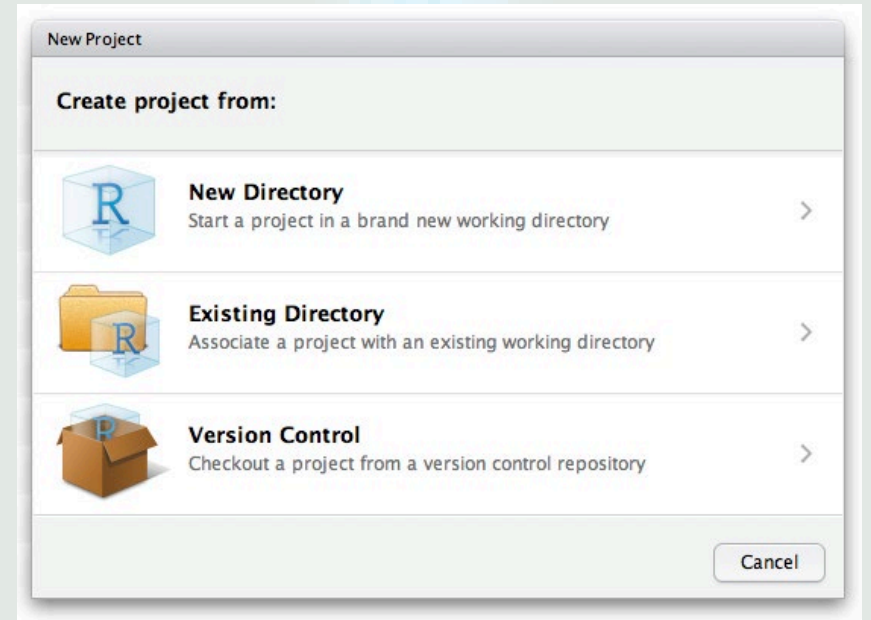 New Project
Create project from:
R
New Directory
Start a project in a brand new working directory
R
Existing Directory
Associate a project with an existing working directory
R
Version Control
Checkout a project from a version control repository
Cancel